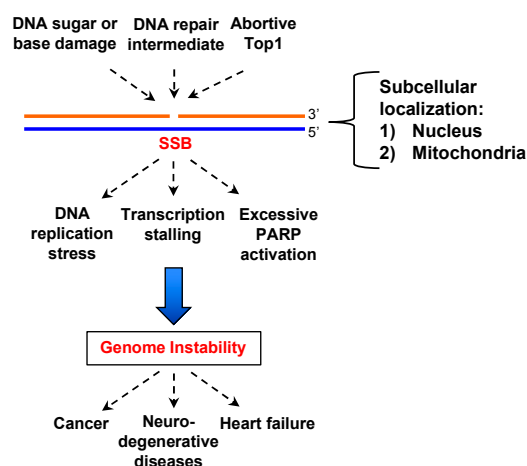 DNA sugar or
base damage
DNA repair
intermediate
Abortive
Top1
3’
5’
SSB
Subcellular
localization:
1) Nucleus
2) Mitochondria
DNA
replication
stress
Transcription
stalling
Excessive
PARP
activation
Genome Instability
Cancer
Neuro-
degenerative
diseases
Heart failure